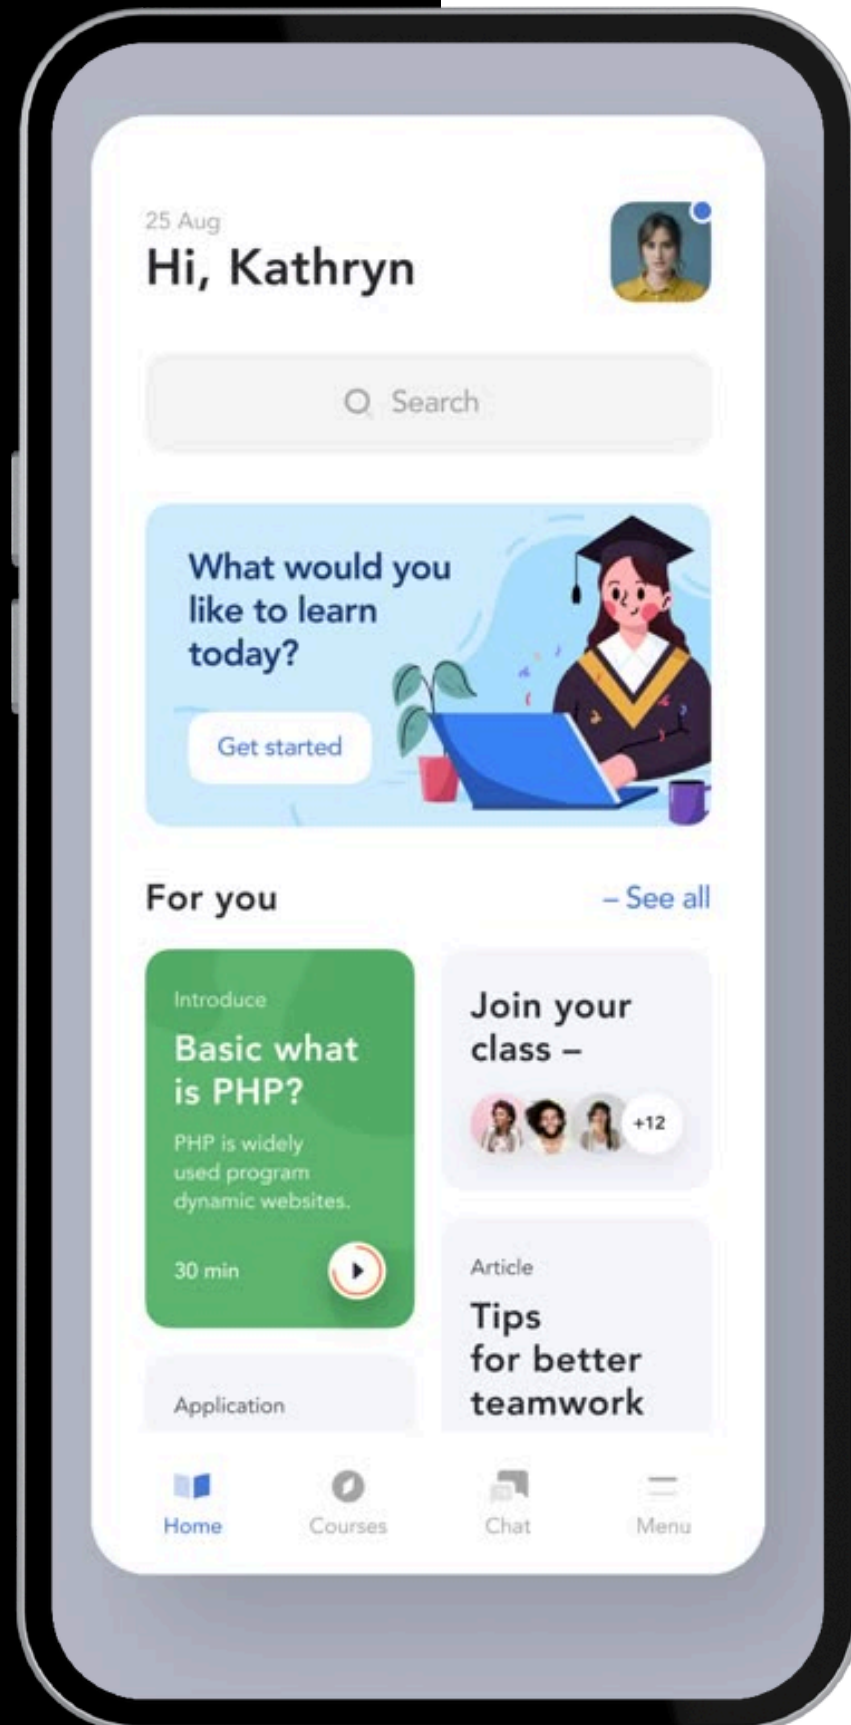 25 Aug
Hi, Kathryn
Search
What would you
like to learn
today?
Get started
For you
– See all
Introduce
Basic what
is PHP?
PHP is widely
used program
dynamic websites.
30 min
Join your
class –
+12
Article
Tips
for better
teamwork
Application
Home
Courses
Chat
Menu